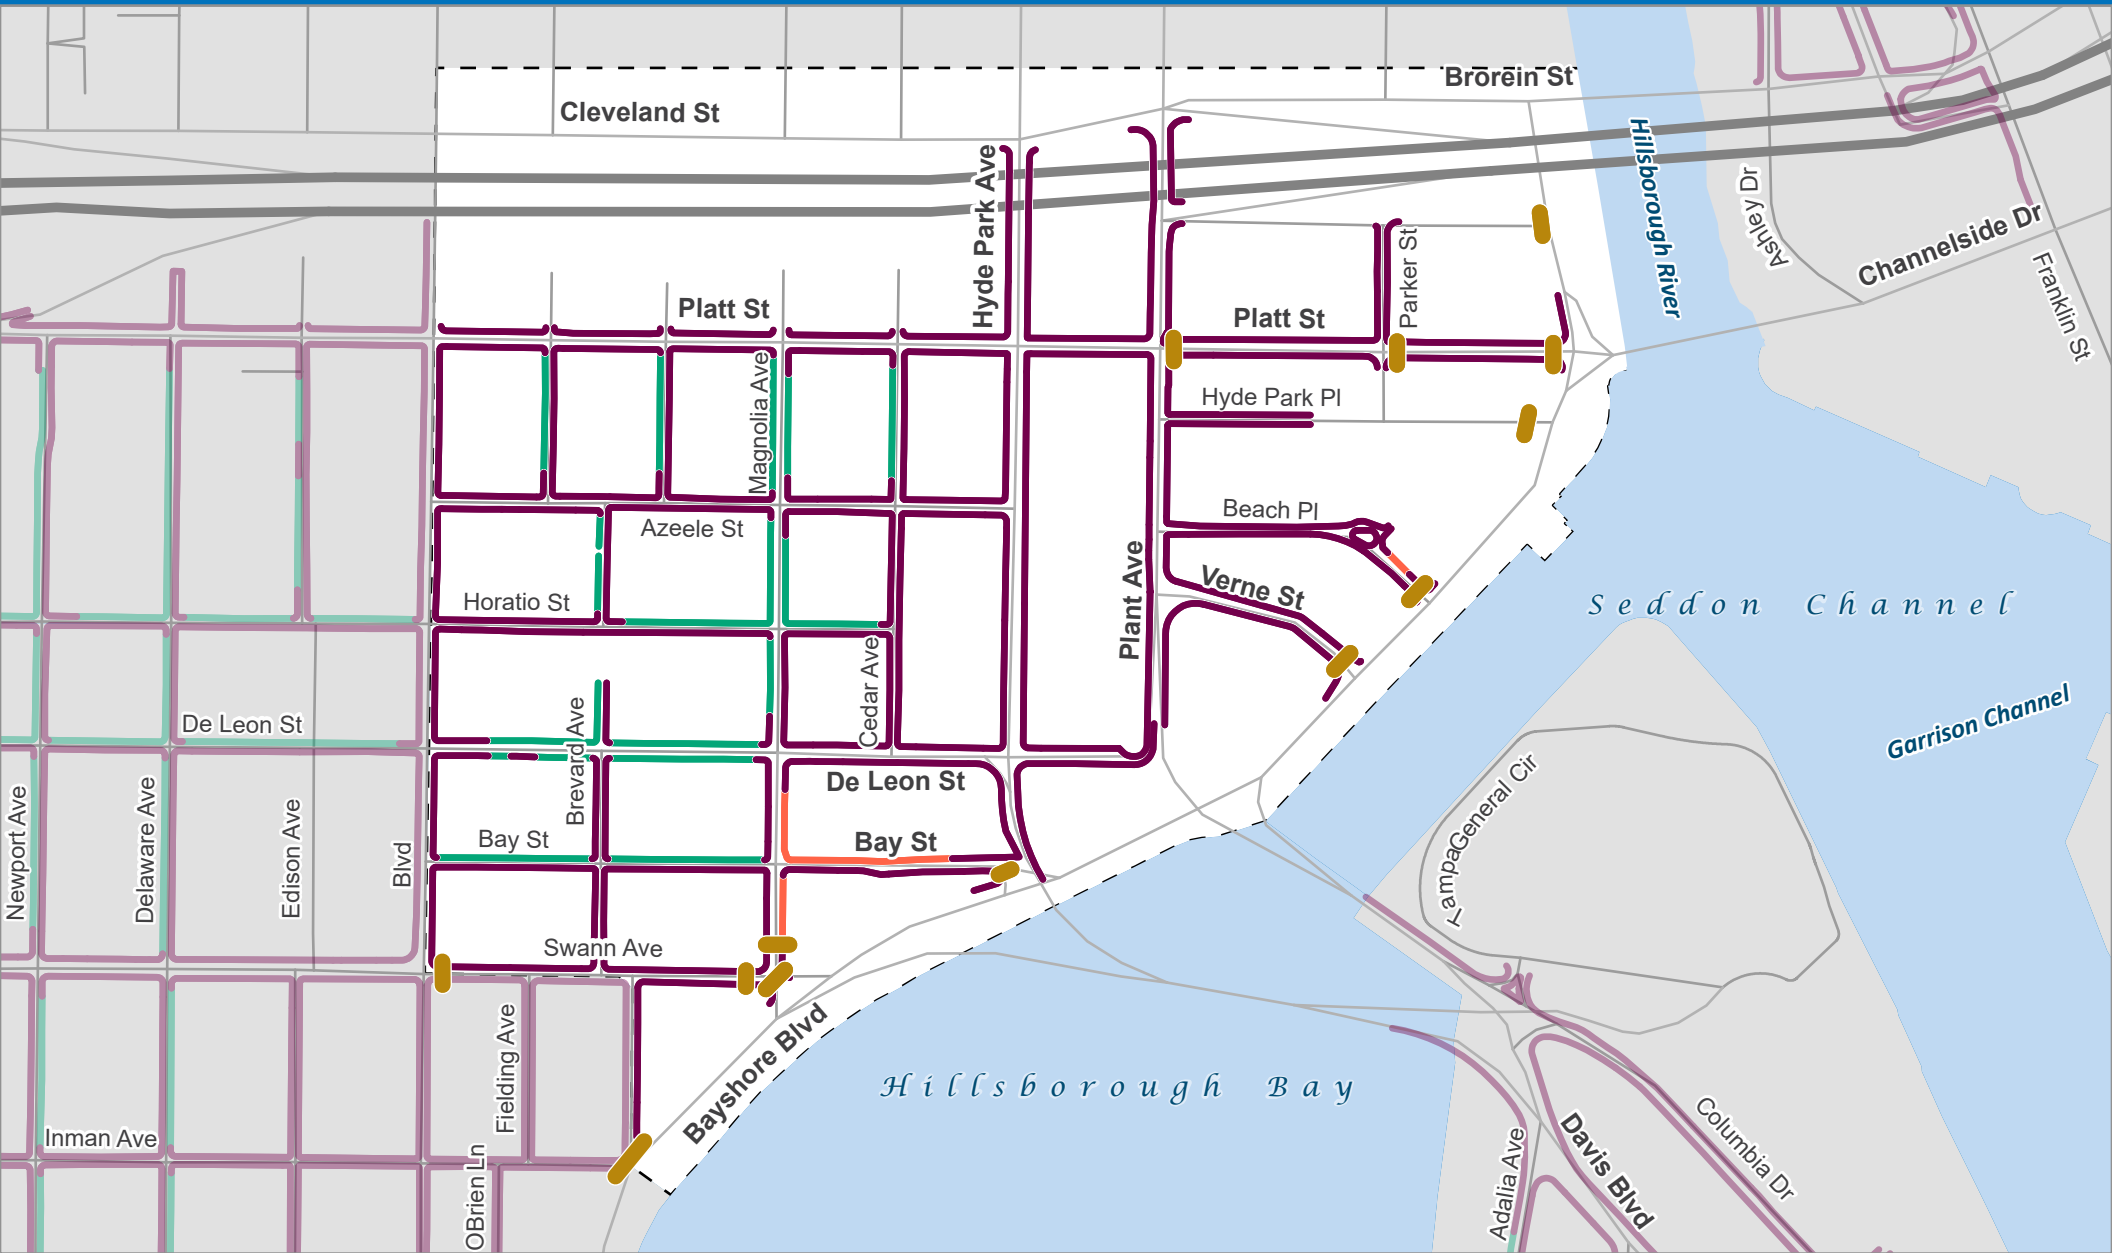 Brorein St
Cleveland St
Hillsborough River
Ashley Dr
Channelside Dr
Franklin St
Hyde Park Ave
Parker St
Platt St
Platt St
Magnolia Ave
Hyde Park Pl
Azeele St
Beach Pl
Plant Ave
Verne St
Horatio St
Seddon Channel
Cedar Ave
Garrison Channel
De Leon St
Brevard Ave
De Leon St
Newport Ave
Delaware Ave
Edison Ave
Blvd
Bay St
Bay St
TampaGeneral Cir
Swann Ave
Bayshore Blvd
Hillsborough Bay
Fielding Ave
Inman Ave
OBrien Ln
Adalia Ave
Davis Blvd
Columbia Dr